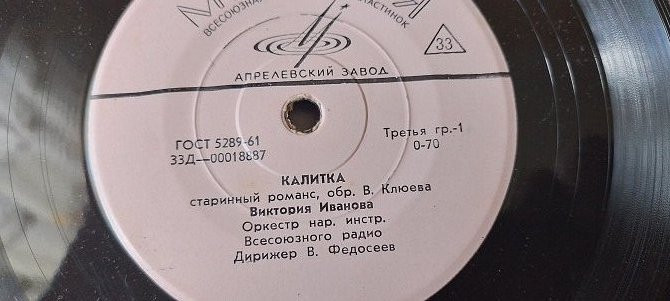 ВСЕСОЮЗНАЯ
33
АПРЕЛЕВСКИЙ ЗАВОД
ГОСТ 5289-61
33Д—00018887
Третья гр.-1
0-70
КАЛИТКА
старинный романс, обр. В. Клюева
Виктория Иванова
Оркестр нар. инстр.
Всесоюзного радио
Дирижер В. Федосеев